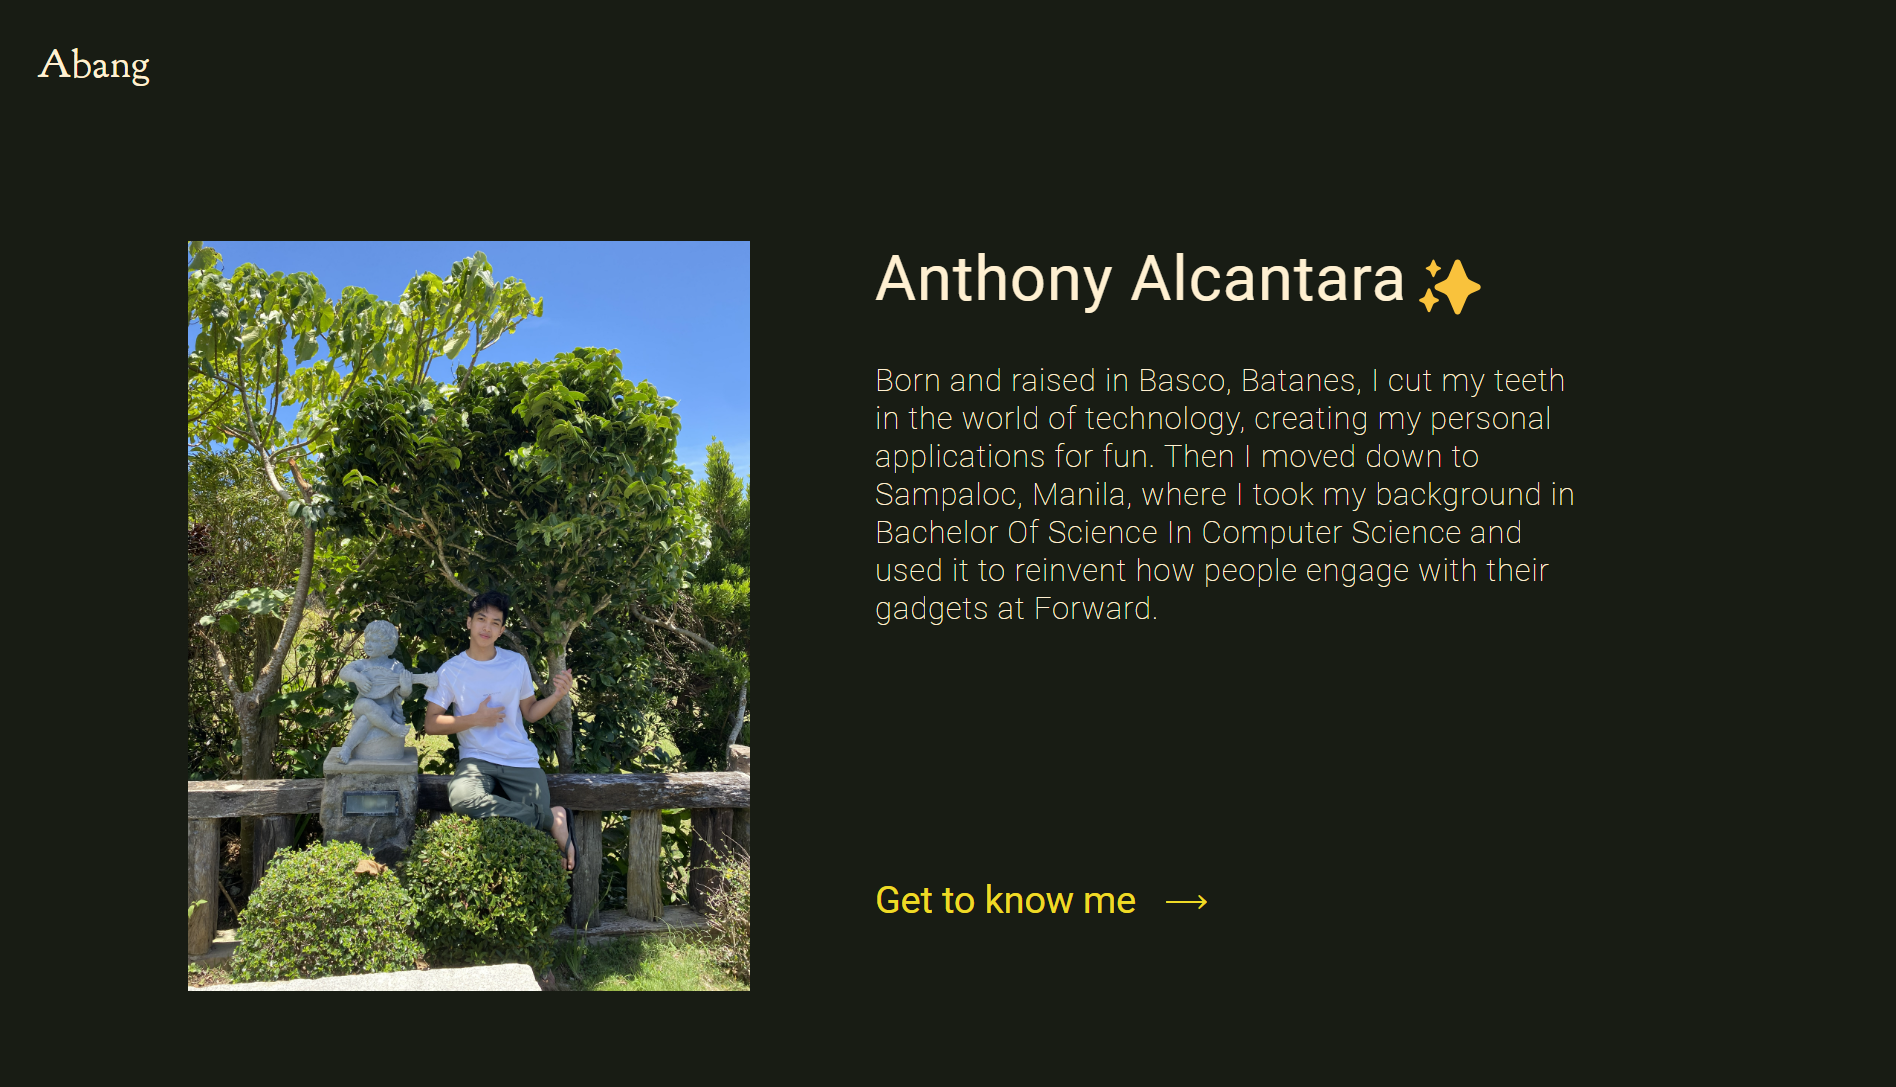 Abang
Anthony Alcantara ✨
Born and raised in Basco, Batanes, I cut my teeth
in the world of technology, creating my personal
applications for fun. Then I moved down to
Sampaloc, Manila, where I took my background in
Bachelor Of Science In Computer Science and
used it to reinvent how people engage with their
gadgets at Forward.
Get to know me ⟶